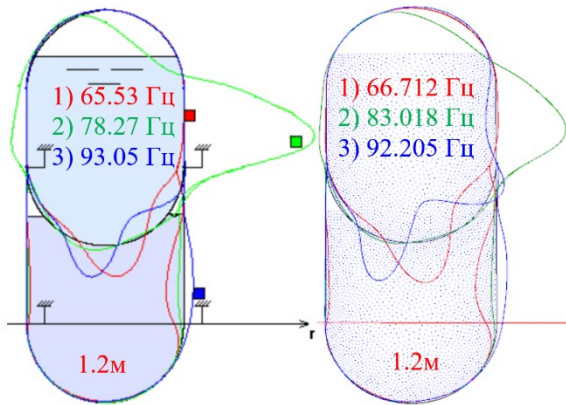 1) 65.53 Гц
2) 78.27 Гц
3) 93.05 Гц
r
1.2м
1) 66.712 Гц
2) 83.018 Гц
3) 92.205 Гц
1.2м